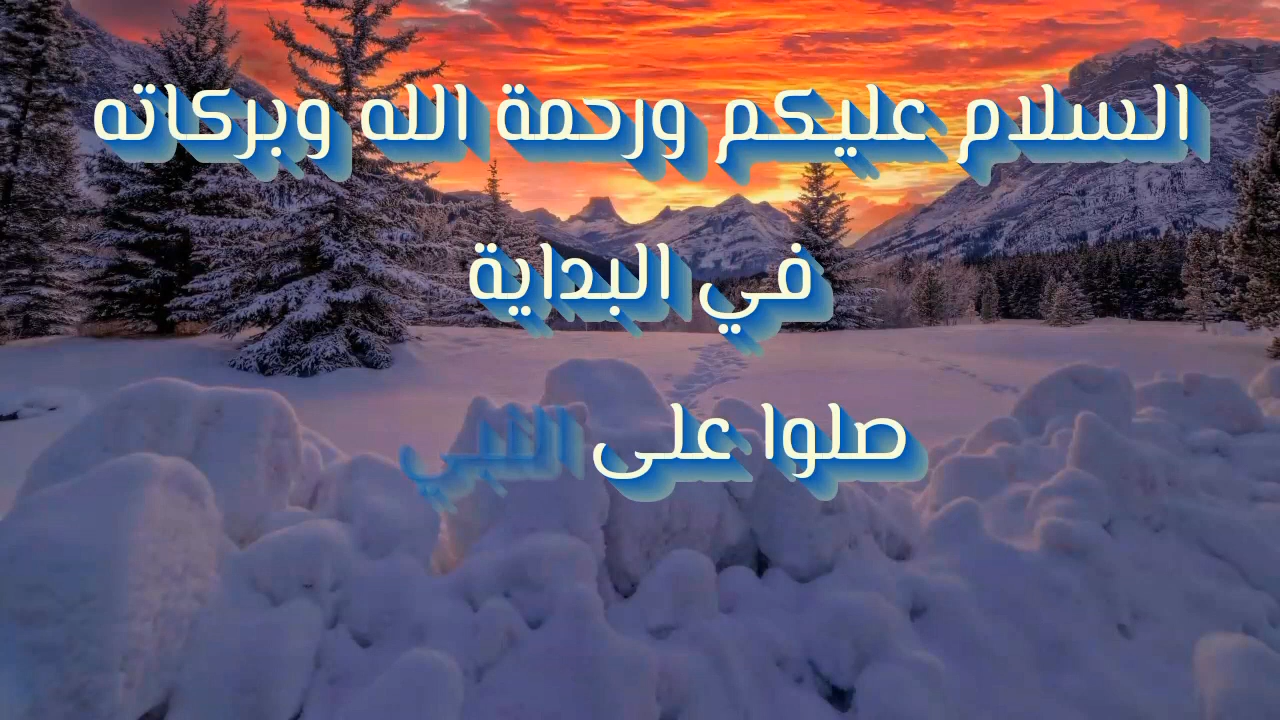 السلام عليكم ورحمة الله وبركاته
في البداية
صلوا على النبي